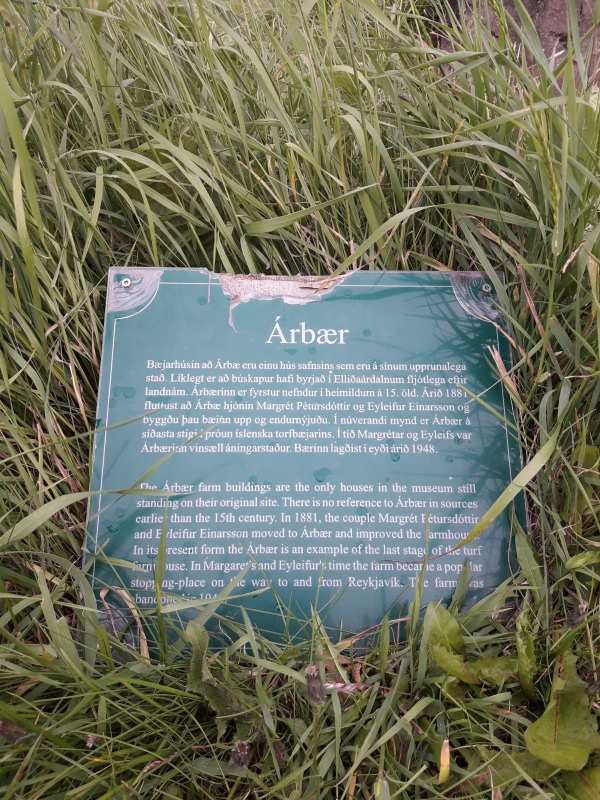 Árbær
Bæjarhúsin að Árbæ eru einu hús safnsins sem eru á sínum upprunalega
stað. Líklegt er að búskapur hafi byrjað í Elliðaárdalnum fljótlega eftir
landnám. Árbærinn er fyrstur nefndur í heimildum á 15. öld. Árið 1881
fluttust að Árbæ hjónin Margrét Pétursdóttir og Eyleifur Einarsson og
byggðu þau bæinn upp og endurnýjuðu. Í núverandi mynd er Árbær á
síðasta stigi í þróun íslenska torfbæjarins. Í tíð Margrétar og Eyleifs var
Árbærinn vinsæll áningarstaður. Bærinn lagðist í eyði árið 1948.
The Árbær farm buildings are the only houses in the museum still
standing on their original site. There is no reference to Árbær in sources
earlier than the 15th century. In 1881, the couple Margrét Pétursdóttir
and Eyleifur Einarsson moved to Árbær and improved the farmhouse.
In its present form the Árbær is an example of the last stage of the turf
farmhouse. In Margaret's and Eyleifur's time the farm became a popular
stopping-place on the way to and from Reykjavík. The farm was
abandoned in